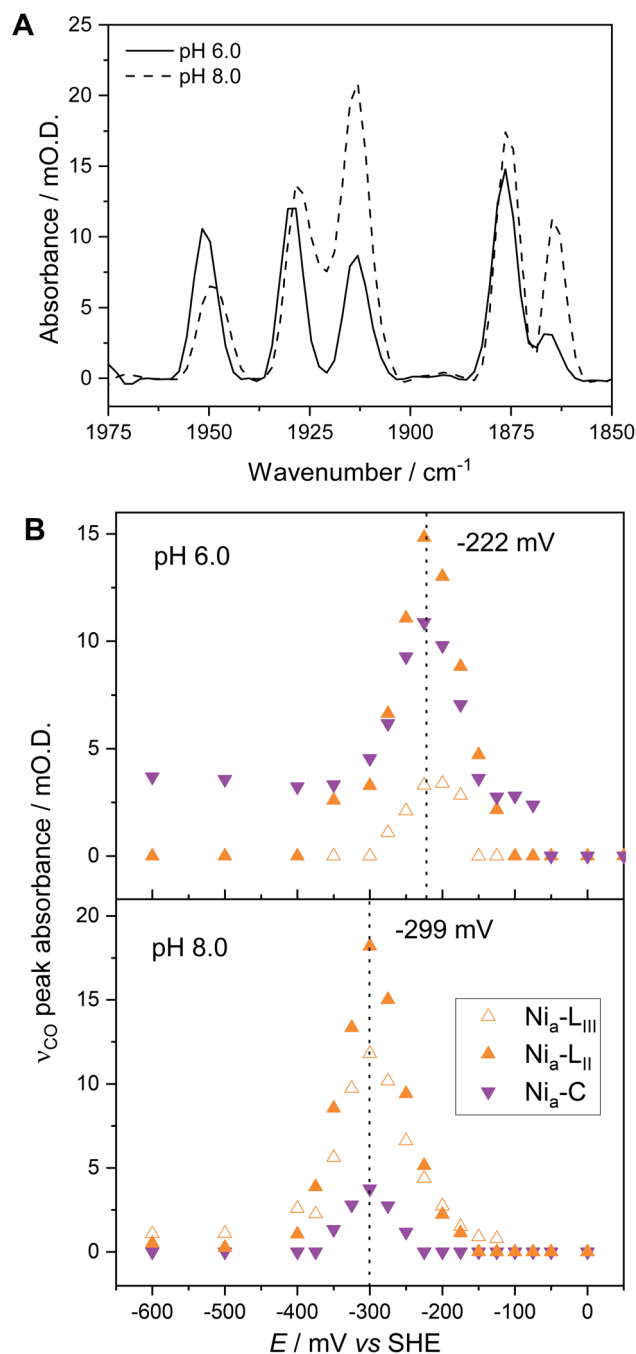 A
pH 6.0
pH 8.0
25
20
15
10
5
0
Absorbance / mO.D.
1975 1950 1925 1900 1875 1850
Wavenumber / cm⁻¹
B
pH 6.0
-222 mV
15
10
5
0
pH 8.0
-299 mV
20
15
10
5
0
Niₐ-L_III
Niₐ-L_II
Niₐ-C
ν_CO peak absorbance / mO.D.
-600 -500 -400 -300 -200 -100 0
E / mV vs SHE